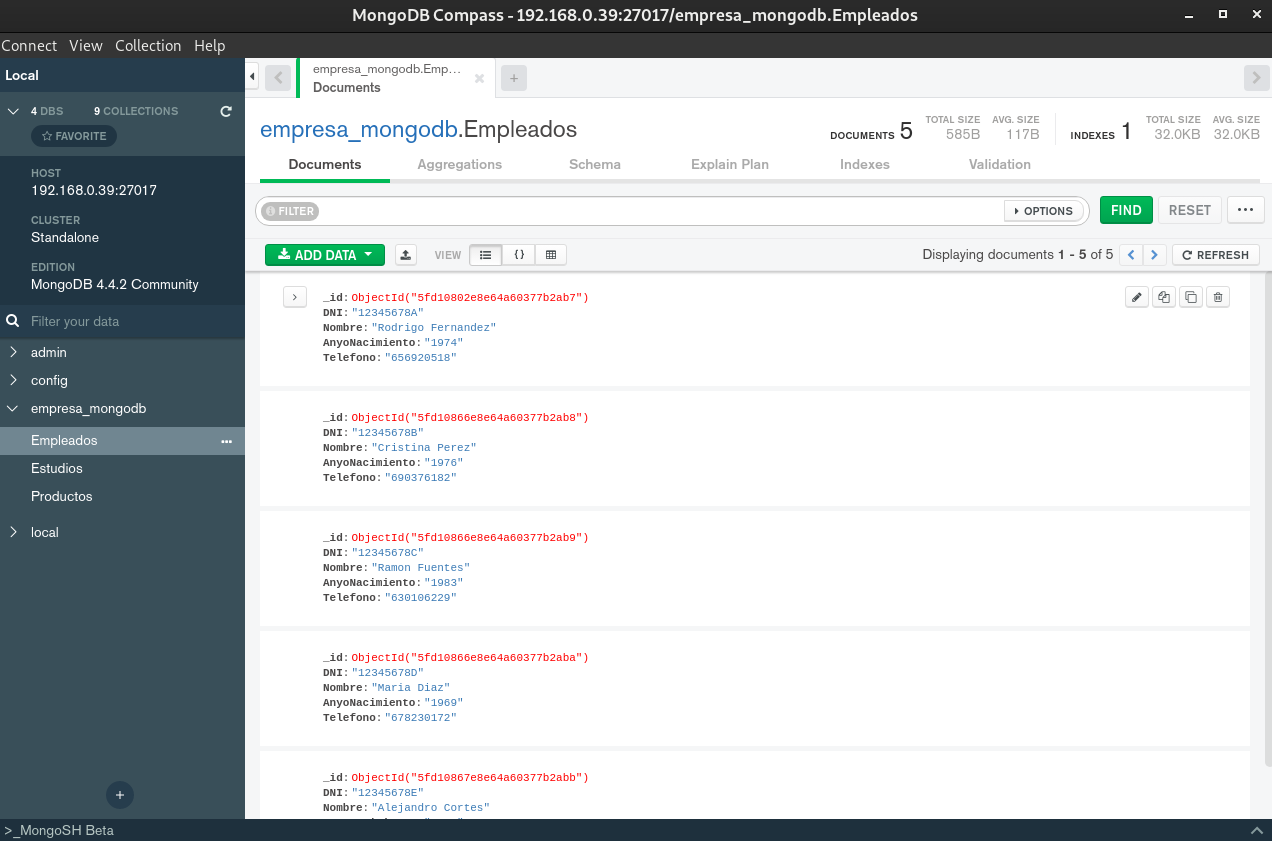 MongoDB Compass - 192.168.0.39:27017/empresa_mongodb.Empleados
Connect View Collection Help
Local
4 DBS 9 COLLECTIONS
FAVORITE
HOST
192.168.0.39:27017
CLUSTER
Standalone
EDITION
MongoDB 4.4.2 Community
Filter your data
admin
config
empresa_mongodb
Empleados
Estudios
Productos
local
empresa_mongodb.Emp...
Documents
empresa_mongodb.Empleados
DOCUMENTS 5 TOTAL SIZE 585B AVG. SIZE 117B
INDEXES 1 TOTAL SIZE 32.0KB AVG. SIZE 32.0KB
Documents Aggregations Schema Explain Plan Indexes Validation
FILTER OPTIONS FIND RESET
ADD DATA VIEW { } Displaying documents 1 - 5 of 5 REFRESH
_id: ObjectId("5fd10802e8e64a60377b2ab7")
DNI: "12345678A"
Nombre: "Rodrigo Fernandez"
AnyoNacimiento: "1974"
Telefono: "656920518"
_id: ObjectId("5fd10866e8e64a60377b2ab8")
DNI: "12345678B"
Nombre: "Cristina Perez"
AnyoNacimiento: "1976"
Telefono: "690376182"
_id: ObjectId("5fd10866e8e64a60377b2ab9")
DNI: "12345678C"
Nombre: "Ramon Fuentes"
AnyoNacimiento: "1983"
Telefono: "630106229"
_id: ObjectId("5fd10866e8e64a60377b2aba")
DNI: "12345678D"
Nombre: "Maria Diaz"
AnyoNacimiento: "1969"
Telefono: "678230172"
_id: ObjectId("5fd10867e8e64a60377b2abb")
DNI: "12345678E"
Nombre: "Alejandro Cortes"
>_MongoSH Beta